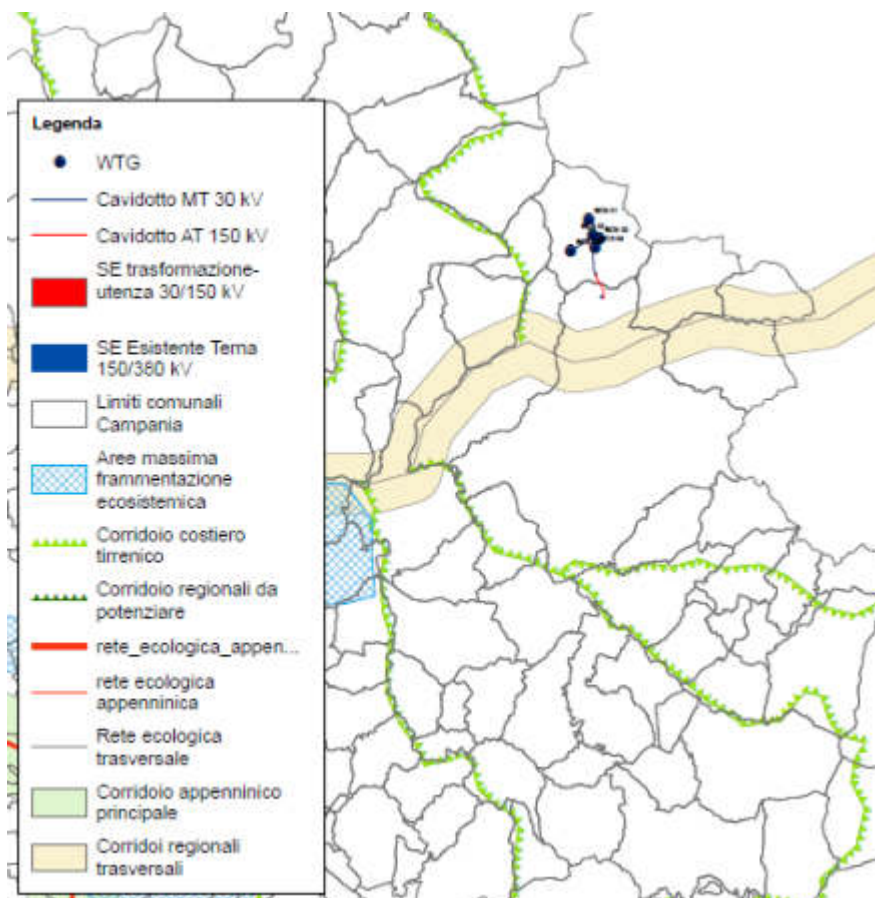 Legenda
WTG
Cavidotto MT 30 kV
Cavidotto AT 150 kV
SE trasformazione-
utenza 30/150 kV
SE Esistente Terna
150/380 kV
Limiti comunali
Campania
Aree massima
frammentazione
ecosistemica
Corridoio costiero
tirrenico
Corridoio regionali da
potenziare
rete_ecologica_appen...
rete ecologica
appenninica
Rete ecologica
trasversale
Corridoio appenninico
principale
Corridoi regionali
trasversali